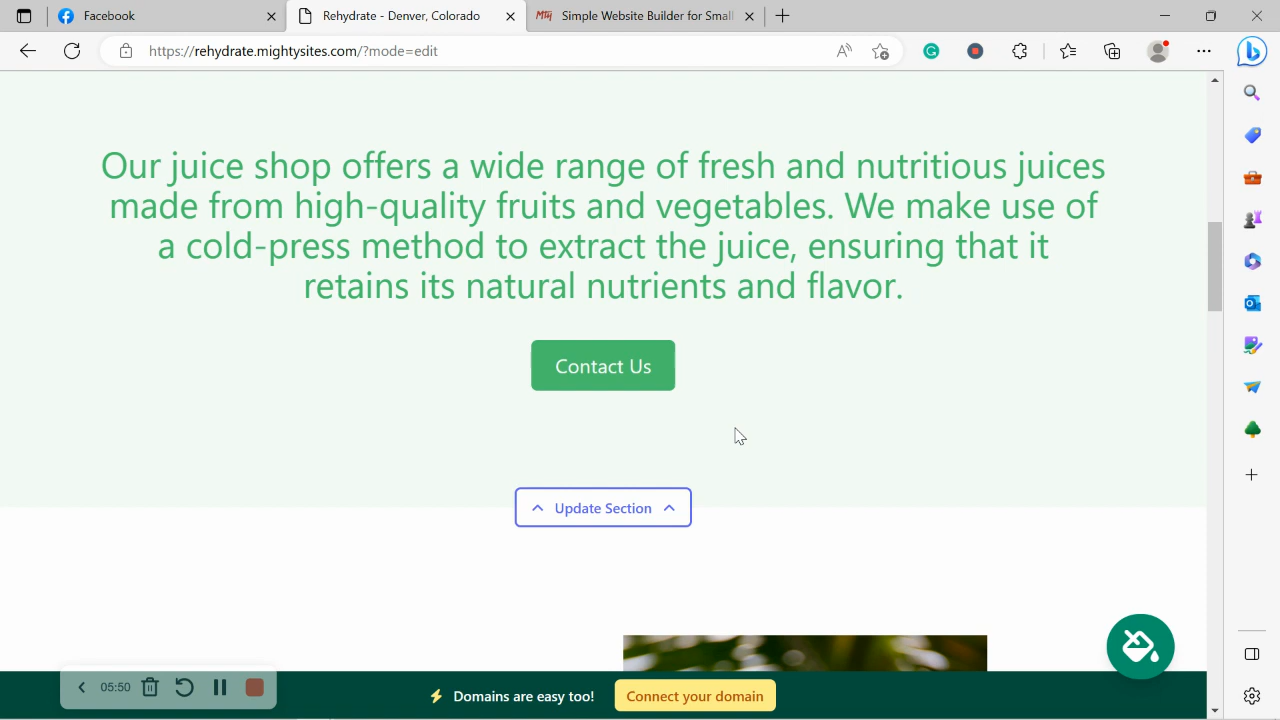 Facebook
Rehydrate - Denver, Colorado
Simple Website Builder for Small
https://rehydrate.mightysites.com/?mode=edit
Our juice shop offers a wide range of fresh and nutritious juices
made from high-quality fruits and vegetables. We make use of
a cold-press method to extract the juice, ensuring that it
retains its natural nutrients and flavor.
Contact Us
Update Section
05:50
Domains are easy too!
Connect your domain